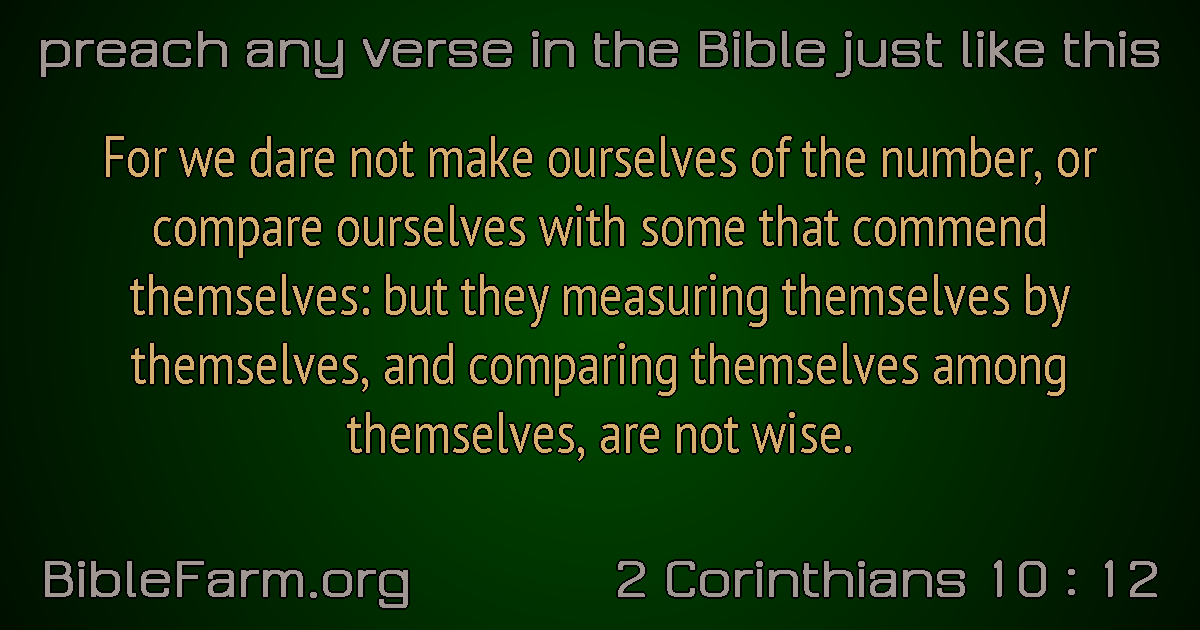 preach any verse in the Bible just like this
For we dare not make ourselves of the number, or
compare ourselves with some that commend
themselves: but they measuring themselves by
themselves, and comparing themselves among
themselves, are not wise.
BibleFarm.org
2 Corinthians 10 : 12